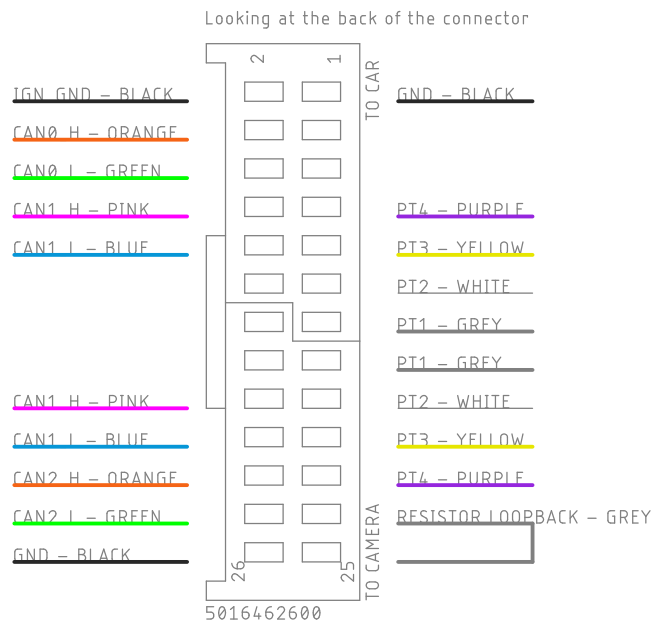 Looking at the back of the connector
2 1
TO CAR
IGN GND - BLACK
GND - BLACK
CAN0 H - ORANGE
CAN0 L - GREEN
CAN1 H - PINK
PT4 - PURPLE
CAN1 L - BLUE
PT3 - YELLOW
PT2 - WHITE
PT1 - GREY
PT1 - GREY
CAN1 H - PINK
PT2 - WHITE
CAN1 L - BLUE
PT3 - YELLOW
CAN2 H - ORANGE
PT4 - PURPLE
CAN2 L - GREEN
RESISTOR LOOPBACK - GREY
GND - BLACK
26 25
TO CAMERA
5016462600